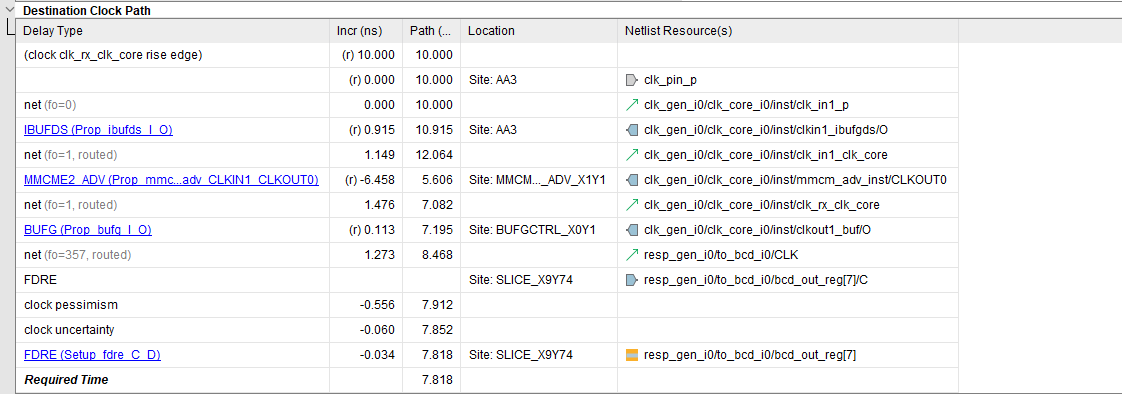 Destination Clock Path
Delay Type Incr (ns) Path (... Location Netlist Resource(s)
(clock clk_rx_clk_core rise edge) (r) 10.000 10.000
(r) 0.000 10.000 Site: AA3 clk_pin_p
net (fo=0) 0.000 10.000 clk_gen_i0/clk_core_i0/inst/clk_in1_p
IBUFDS (Prop_ibufds_I_O) (r) 0.915 10.915 Site: AA3 clk_gen_i0/clk_core_i0/inst/clkin1_ibufgds/O
net (fo=1, routed) 1.149 12.064 clk_gen_i0/clk_core_i0/inst/clk_in1_clk_core
MMCME2_ADV (Prop_mmc...adv_CLKIN1_CLKOUT0) (r) -6.458 5.606 Site: MMCM..._ADV_X1Y1 clk_gen_i0/clk_core_i0/inst/mmcm_adv_inst/CLKOUT0
net (fo=1, routed) 1.476 7.082 clk_gen_i0/clk_core_i0/inst/clk_rx_clk_core
BUFG (Prop_bufg_I_O) (r) 0.113 7.195 Site: BUFGCTRL_X0Y1 clk_gen_i0/clk_core_i0/inst/clkout1_buf/O
net (fo=357, routed) 1.273 8.468 resp_gen_i0/to_bcd_i0/CLK
FDRE Site: SLICE_X9Y74 resp_gen_i0/to_bcd_i0/bcd_out_reg[7]/C
clock pessimism -0.556 7.912
clock uncertainty -0.060 7.852
FDRE (Setup_fdre_C_D) -0.034 7.818 Site: SLICE_X9Y74 resp_gen_i0/to_bcd_i0/bcd_out_reg[7]
Required Time 7.818